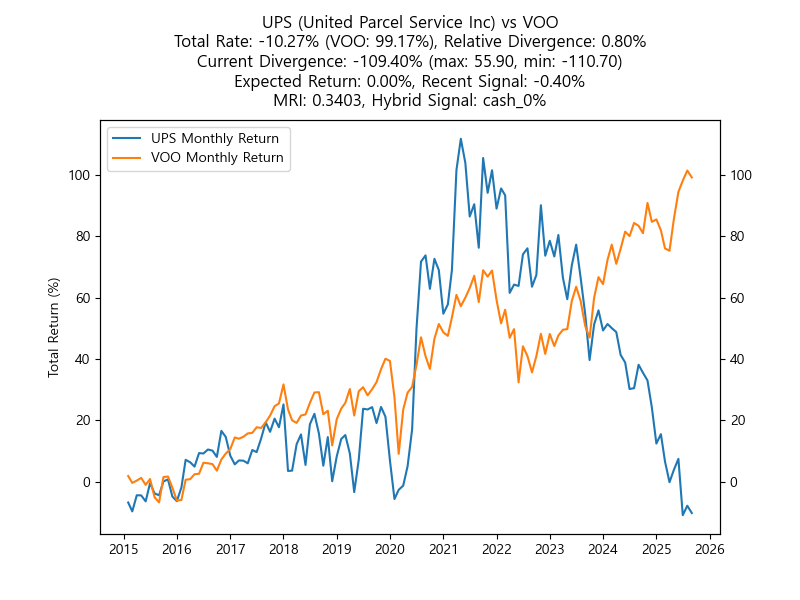 UPS (United Parcel Service Inc) vs VOO
Total Rate: -10.27% (VOO: 99.17%), Relative Divergence: 0.80%
Current Divergence: -109.40% (max: 55.90, min: -110.70)
Expected Return: 0.00%, Recent Signal: -0.40%
MRI: 0.3403, Hybrid Signal: cash_0%
UPS Monthly Return
VOO Monthly Return
Total Return (%)
100
80
60
40
20
0
100
80
60
40
20
0
2015 2016 2017 2018 2019 2020 2021 2022 2023 2024 2025 2026